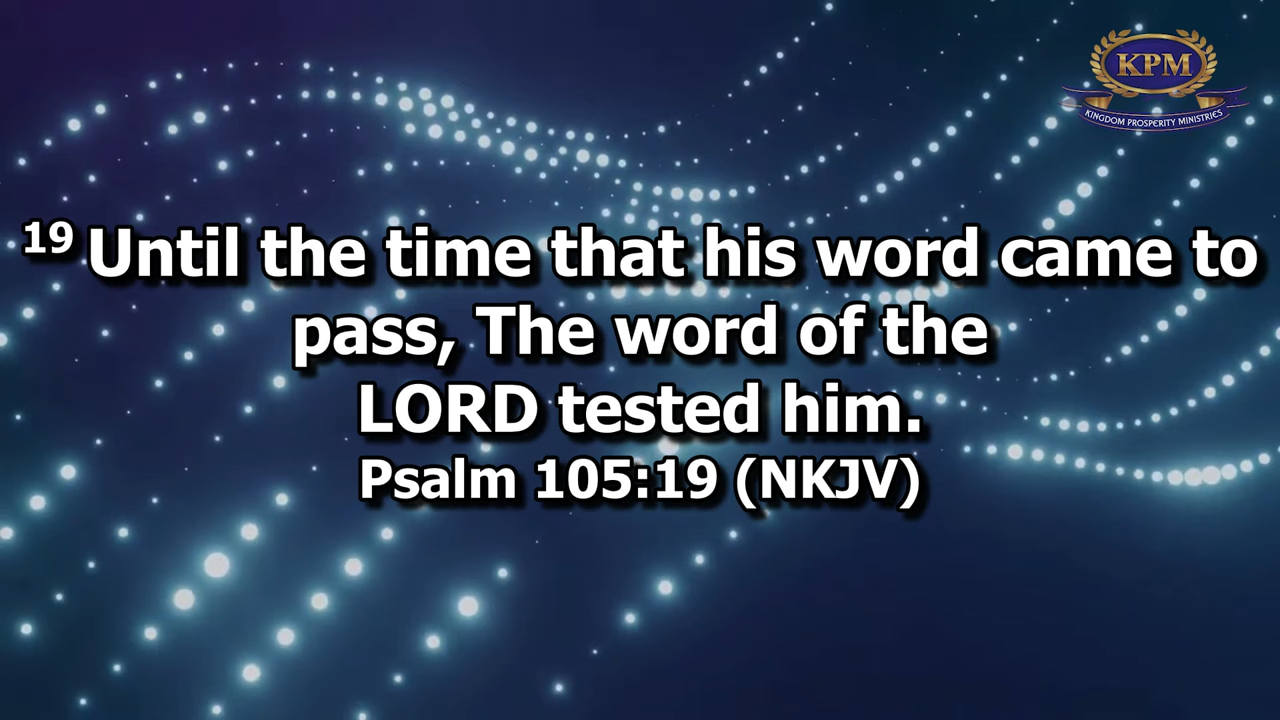 KPM
KINGDOM PROSPERITY MINISTRIES
19 Until the time that his word came to
pass, The word of the
LORD tested him.
Psalm 105:19 (NKJV)